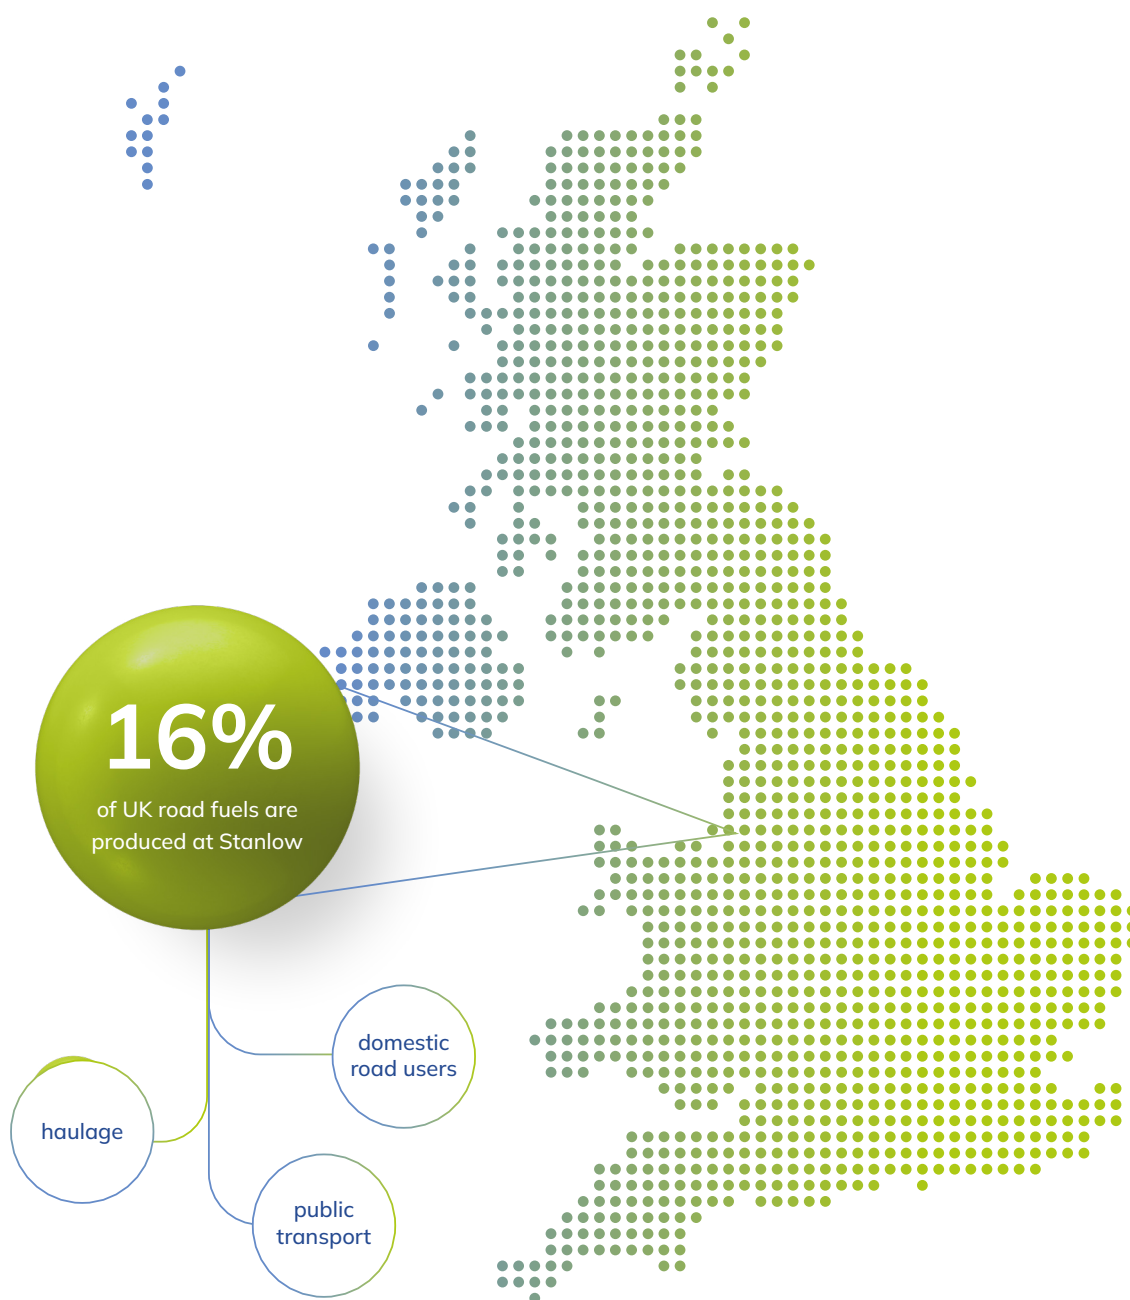 16%
of UK road fuels are
produced at Stanlow
domestic
road users
haulage
public
transport